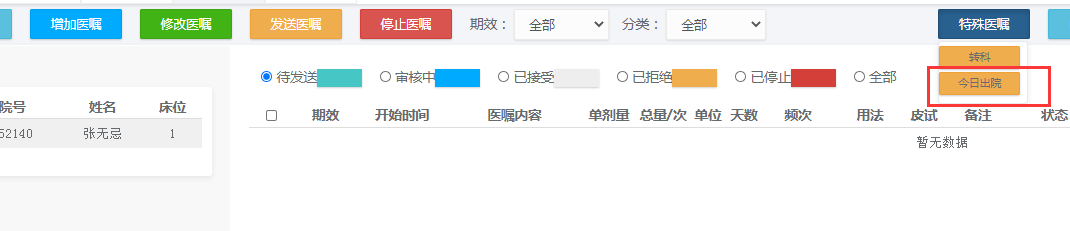 增加医嘱 修改医嘱 发送医嘱 停止医嘱 期效： 全部 分类： 全部 特殊医嘱
转科
待发送 审核中 已接受 已拒绝 已停止 全部
今日出院
院号 姓名 床位
期效 开始时间 医嘱内容 单剂量 总量/次 单位 天数 频次 用法 皮试 备注 状态
52140 张无忌 1
暂无数据